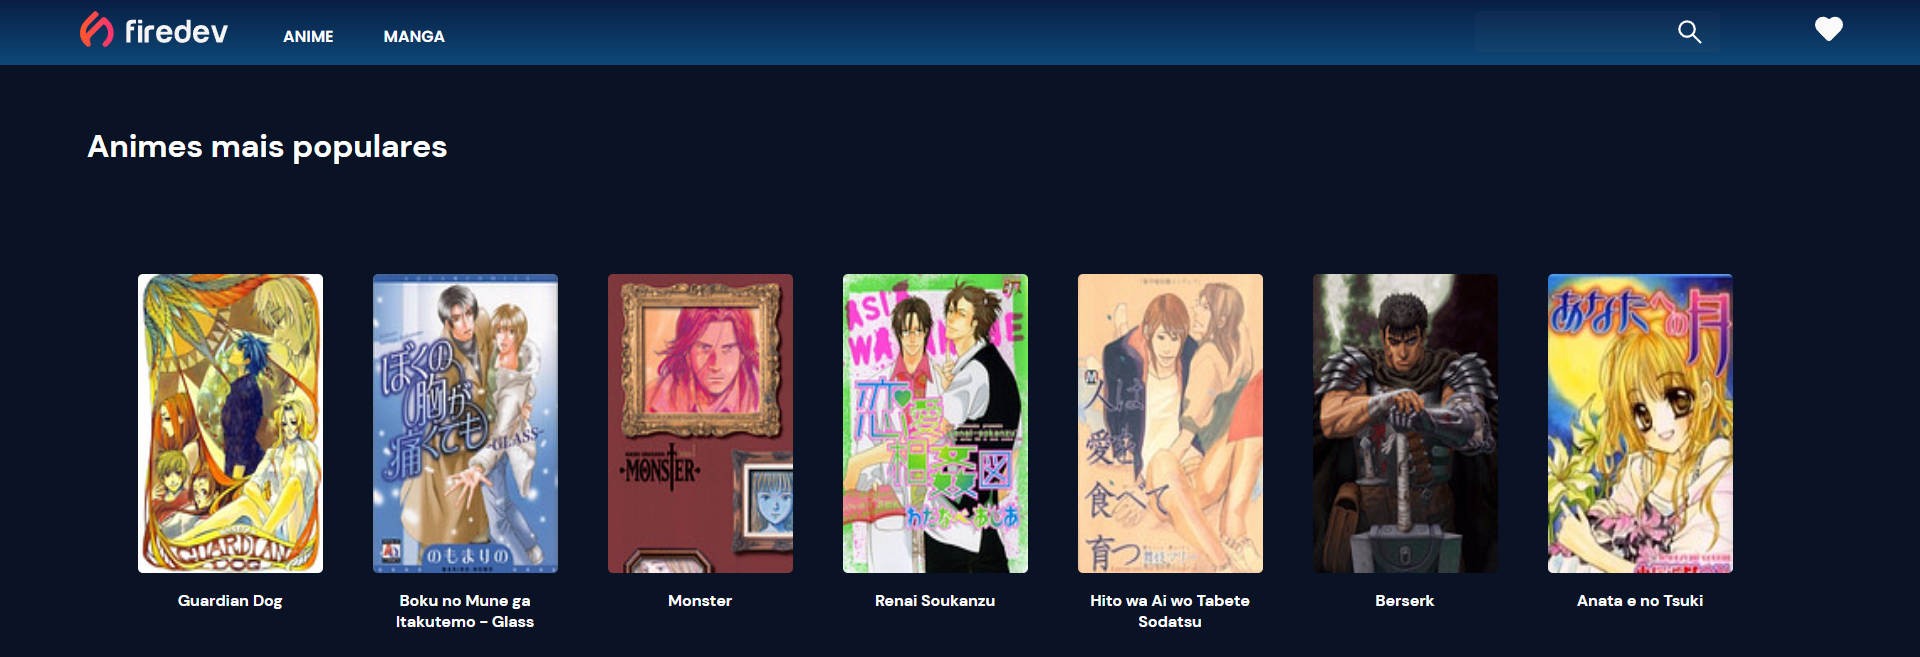 firedev
ANIME
MANGA
Animes mais populares
GUARDIAN
DOG
ぼくの
胸が
痛くても
-GLASS-
のもまりの
MONSTER
恋愛
相姦図
わたなべあじあ
人は
愛を
食べて
育つ
あなたへの月
Guardian Dog
Boku no Mune ga
Itakutemo - Glass
Monster
Renai Soukanzu
Hito wa Ai wo Tabete
Sodatsu
Berserk
Anata e no Tsuki